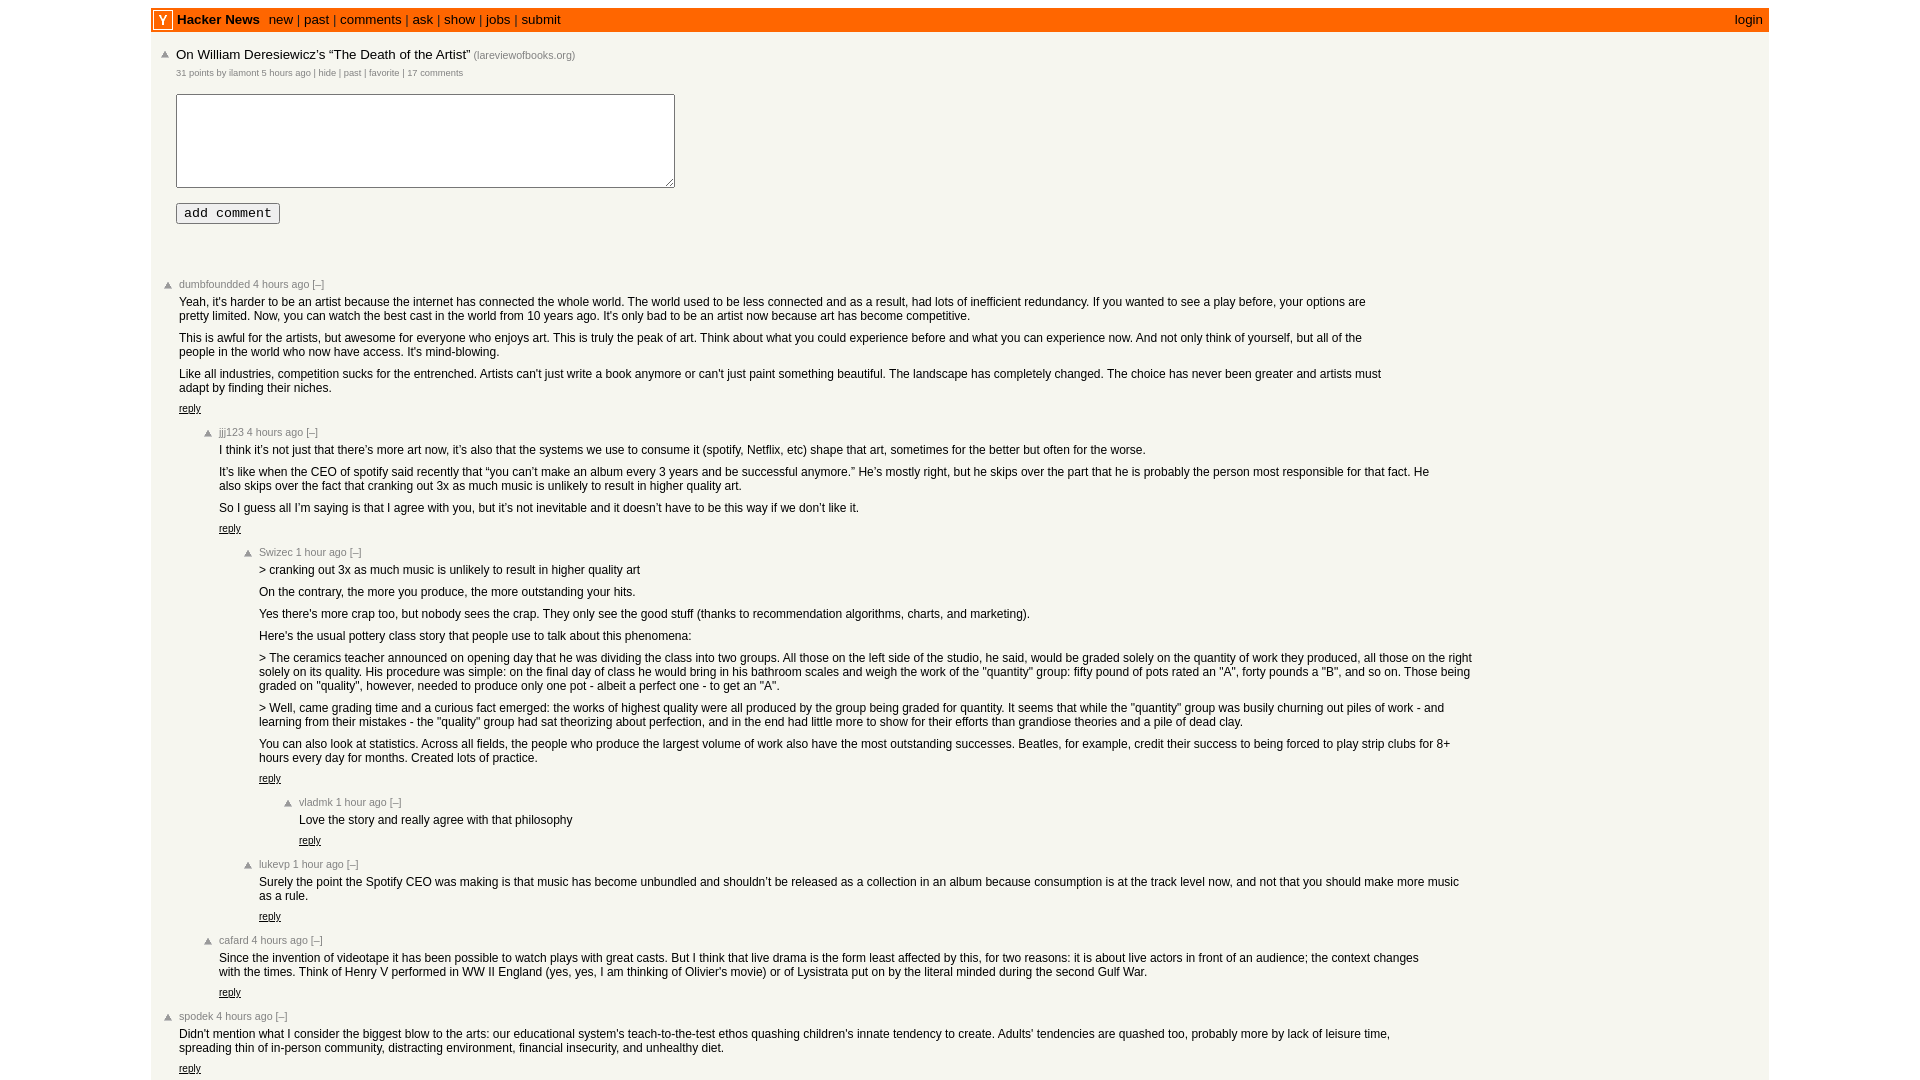 Y Hacker News new | past | comments | ask | show | jobs | submit login
On William Deresiewicz’s “The Death of the Artist” (lareviewofbooks.org)
31 points by ilamont 5 hours ago | hide | past | favorite | 17 comments
add comment
dumbfoundded 4 hours ago [–]
Yeah, it's harder to be an artist because the internet has connected the whole world. The world used to be less connected and as a result, had lots of inefficient redundancy. If you wanted to see a play before, your options are
pretty limited. Now, you can watch the best cast in the world from 10 years ago. It's only bad to be an artist now because art has become competitive.
This is awful for the artists, but awesome for everyone who enjoys art. This is truly the peak of art. Think about what you could experience before and what you can experience now. And not only think of yourself, but all of the
people in the world who now have access. It's mind-blowing.
Like all industries, competition sucks for the entrenched. Artists can't just write a book anymore or can't just paint something beautiful. The landscape has completely changed. The choice has never been greater and artists must
adapt by finding their niches.
reply
jjj123 4 hours ago [–]
I think it’s not just that there’s more art now, it’s also that the systems we use to consume it (spotify, Netflix, etc) shape that art, sometimes for the better but often for the worse.
It’s like when the CEO of spotify said recently that “you can’t make an album every 3 years and be successful anymore.” He’s mostly right, but he skips over the part that he is probably the person most responsible for that fact. He
also skips over the fact that cranking out 3x as much music is unlikely to result in higher quality art.
So I guess all I’m saying is that I agree with you, but it’s not inevitable and it doesn’t have to be this way if we don’t like it.
reply
Swizec 1 hour ago [–]
> cranking out 3x as much music is unlikely to result in higher quality art
On the contrary, the more you produce, the more outstanding your hits.
Yes there's more crap too, but nobody sees the crap. They only see the good stuff (thanks to recommendation algorithms, charts, and marketing).
Here's the usual pottery class story that people use to talk about this phenomena:
> The ceramics teacher announced on opening day that he was dividing the class into two groups. All those on the left side of the studio, he said, would be graded solely on the quantity of work they produced, all those on the right
solely on its quality. His procedure was simple: on the final day of class he would bring in his bathroom scales and weigh the work of the "quantity" group: fifty pound of pots rated an "A", forty pounds a "B", and so on. Those being
graded on "quality", however, needed to produce only one pot - albeit a perfect one - to get an "A".
> Well, came grading time and a curious fact emerged: the works of highest quality were all produced by the group being graded for quantity. It seems that while the "quantity" group was busily churning out piles of work - and
learning from their mistakes - the "quality" group had sat theorizing about perfection, and in the end had little more to show for their efforts than grandiose theories and a pile of dead clay.
You can also look at statistics. Across all fields, the people who produce the largest volume of work also have the most outstanding successes. Beatles, for example, credit their success to being forced to play strip clubs for 8+
hours every day for months. Created lots of practice.
reply
vladmk 1 hour ago [–]
Love the story and really agree with that philosophy
reply
lukevp 1 hour ago [–]
Surely the point the Spotify CEO was making is that music has become unbundled and shouldn’t be released as a collection in an album because consumption is at the track level now, and not that you should make more music
as a rule.
reply
cafard 4 hours ago [–]
Since the invention of videotape it has been possible to watch plays with great casts. But I think that live drama is the form least affected by this, for two reasons: it is about live actors in front of an audience; the context changes
with the times. Think of Henry V performed in WW II England (yes, yes, I am thinking of Olivier's movie) or of Lysistrata put on by the literal minded during the second Gulf War.
reply
spodek 4 hours ago [–]
Didn't mention what I consider the biggest blow to the arts: our educational system's teach-to-the-test ethos quashing children's innate tendency to create. Adults' tendencies are quashed too, probably more by lack of leisure time,
spreading thin of in-person community, distracting environment, financial insecurity, and unhealthy diet.
reply